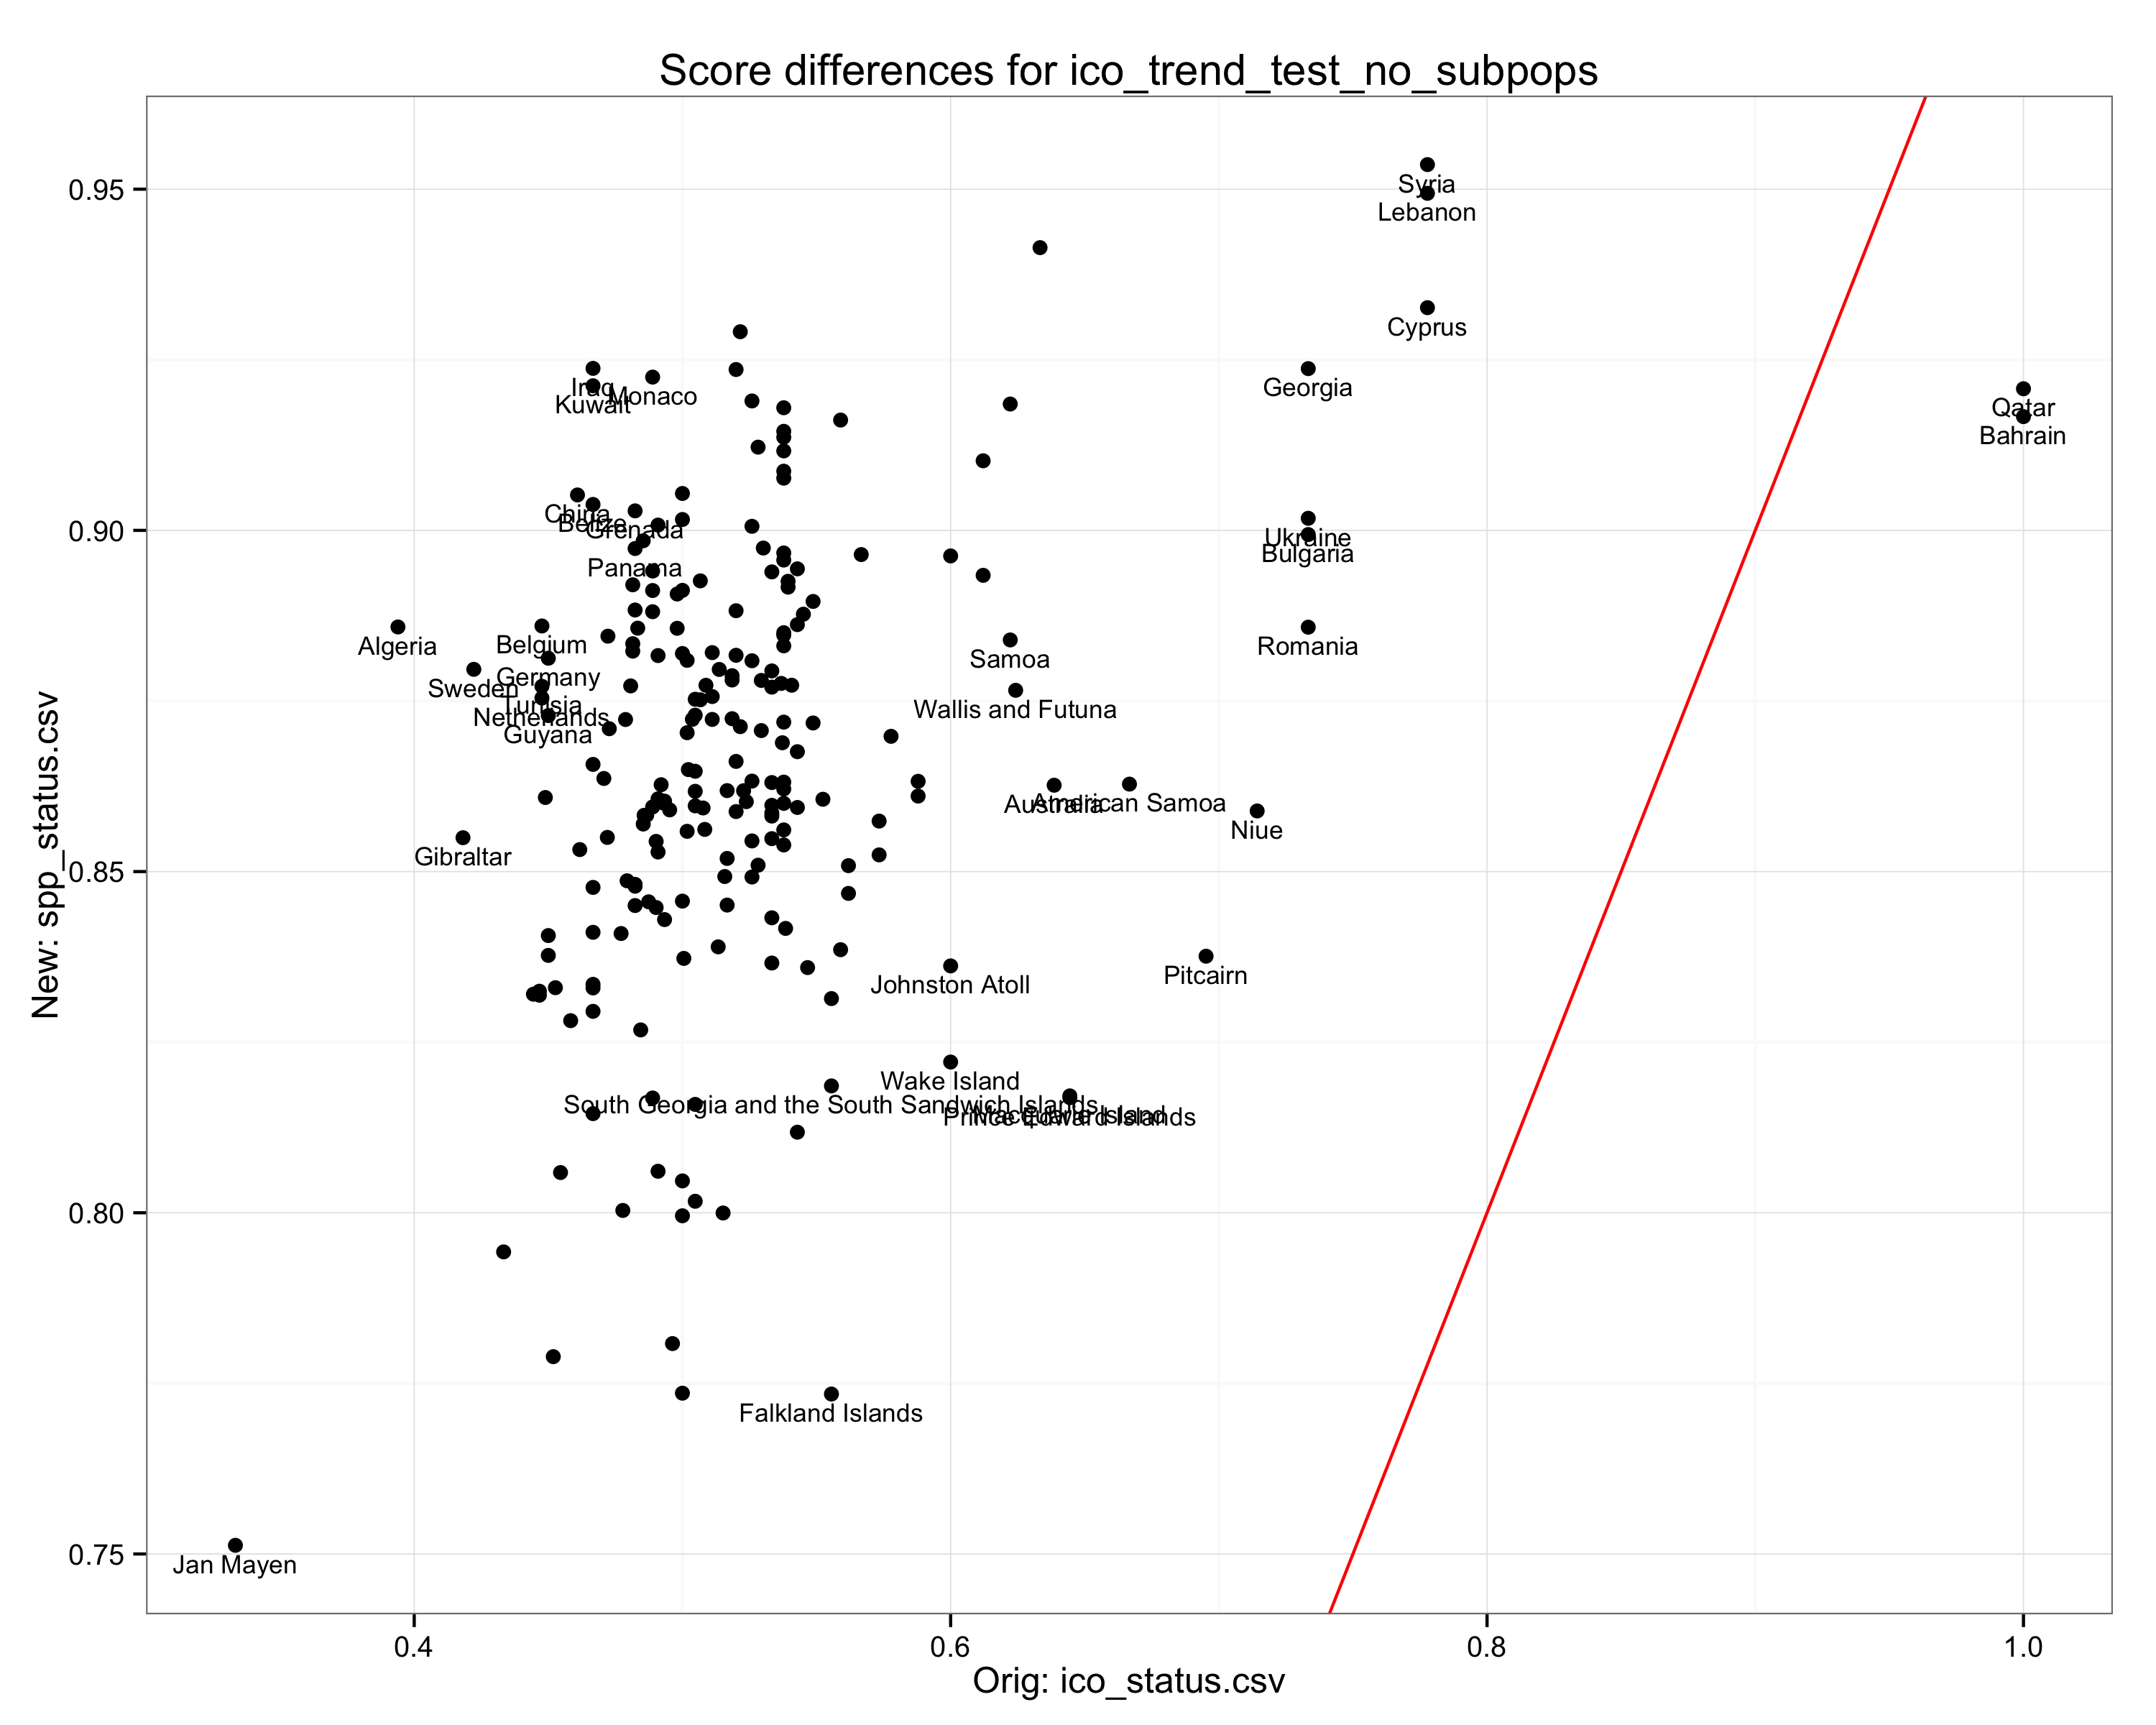 Score differences for ico_trend_test_no_subpops
0.95
Syria
Lebanon
Cyprus
Georgia
Iraq
Monaco
Kuwait
Qatar
Bahrain
0.90
China
Belize
Grenada
Ukraine
Bulgaria
Panama
Algeria
Belgium
Samoa
Romania
Germany
Sweden
Tunisia
Netherlands
Wallis and Futuna
Guyana
Australia
American Samoa
Niue
Gibraltar
0.85
New: spp_status.csv
Pitcairn
Johnston Atoll
Wake Island
South Georgia and the South Sandwich Islands
Macquarie Island
Prince Edward Islands
0.80
Falkland Islands
0.75
Jan Mayen
0.4
0.6
0.8
1.0
Orig: ico_status.csv